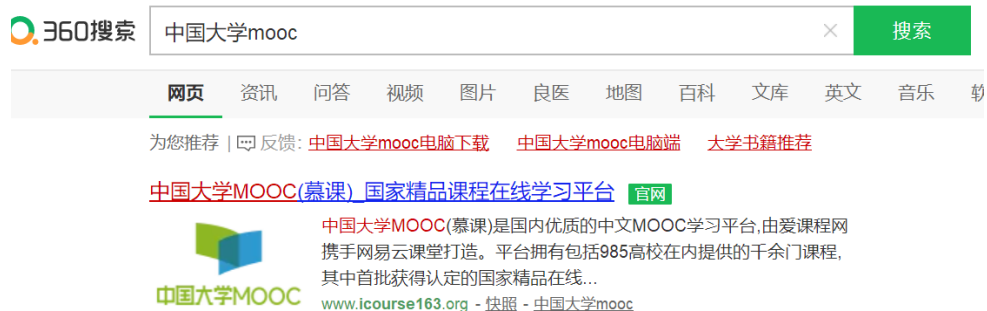 360搜索
中国大学mooc
搜索
网页 资讯 问答 视频 图片 良医 地图 百科 文库 英文 音乐
为您推荐 | 反馈: 中国大学mooc电脑下载 中国大学mooc电脑端 大学书籍推荐
中国大学MOOC(慕课)_国家精品课程在线学习平台 官网
中国大学MOOC(慕课)是国内优质的中文MOOC学习平台,由爱课程网
携手网易云课堂打造。平台拥有包括985高校在内提供的千余门课程,
其中首批获得认定的国家精品在线...
中国大学MOOC
www.icourse163.org - 快照 - 中国大学mooc